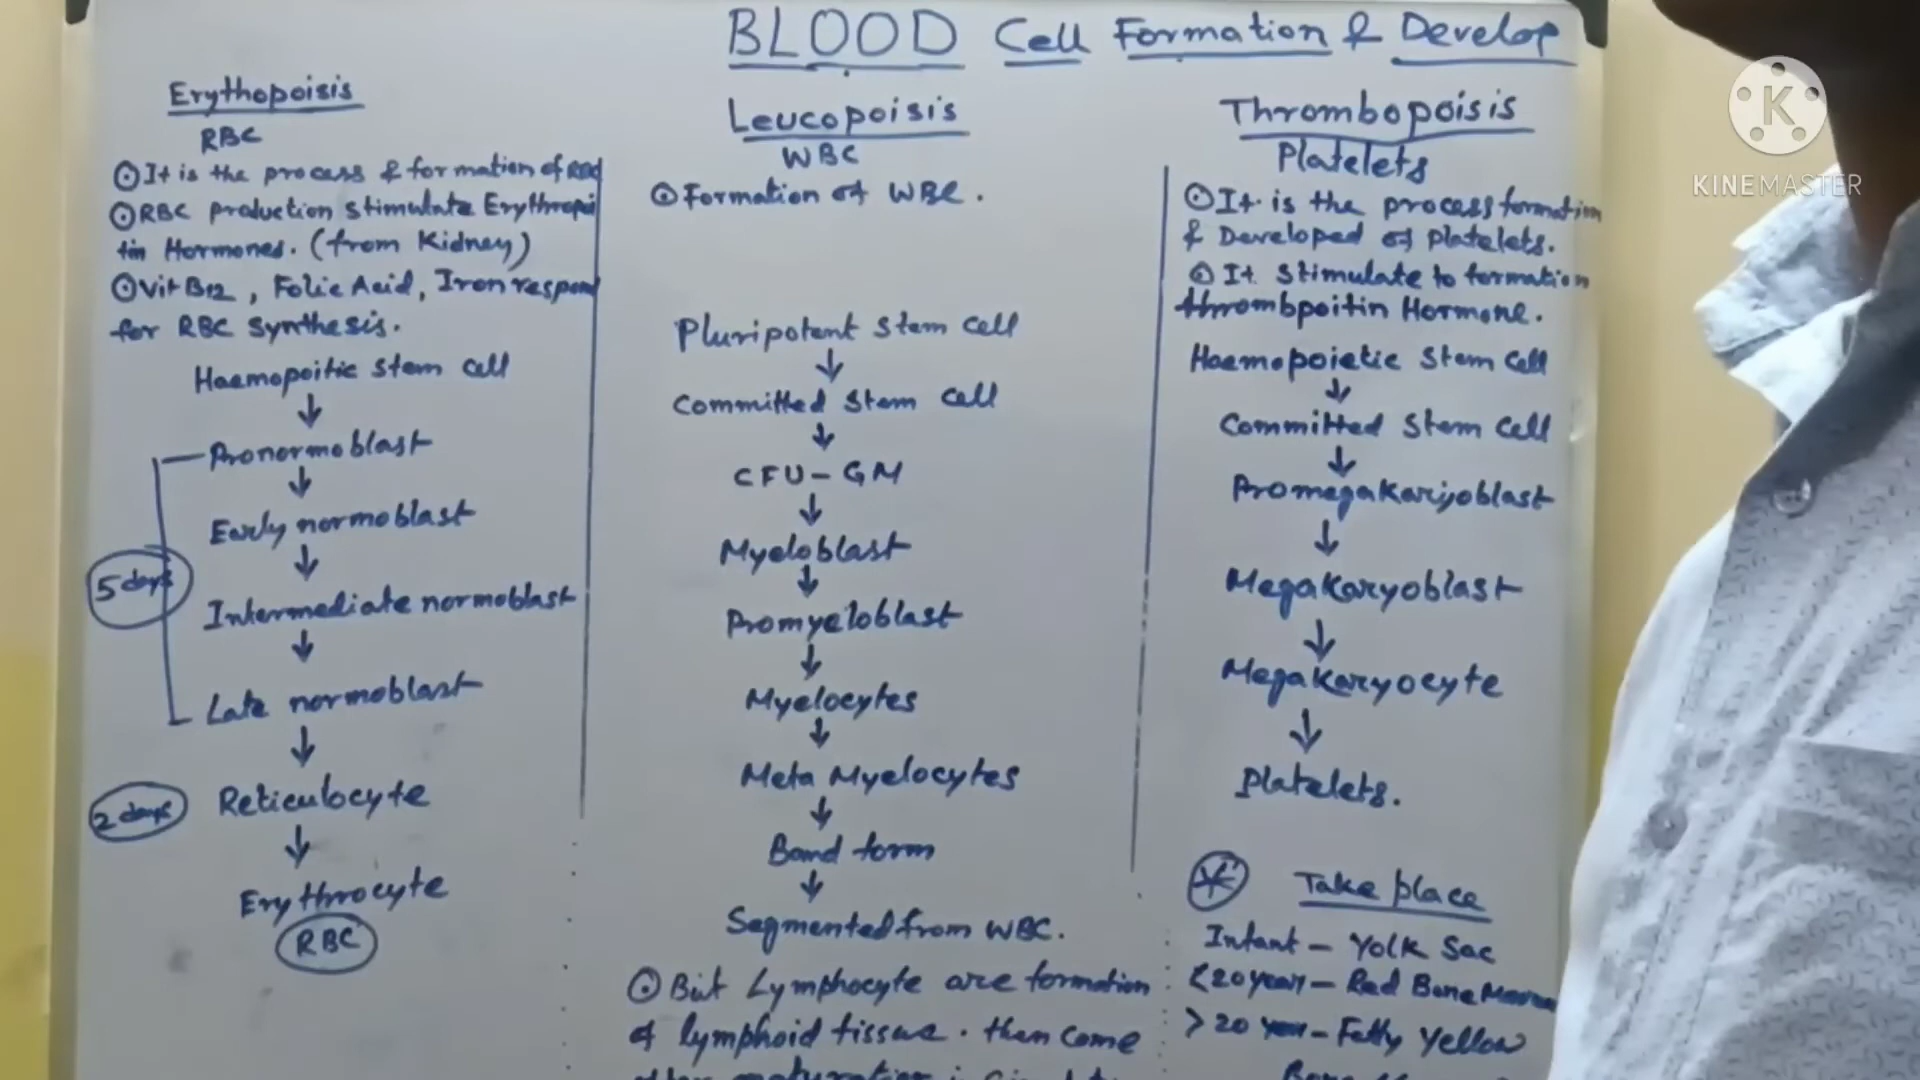 BLOOD Cell Formation & Develop
Erythopoisis
RBC
⊙ It is the process & formation of RBC
⊙ RBC production stimulate Erythropoi
tin Hormones. (from Kidney)
⊙ Vit B12, Folic Acid, Iron respond
for RBC synthesis.
Haemopoitic stem cell
↓
Pronormoblast
↓
Early normoblast
↓
Intermediate normoblast
↓
Late normoblast
5 days
↓
2 days
Reticulocyte
↓
Erythrocyte
RBC
Leucopoisis
WBC
⊙ Formation of WBC.
Pluripotent stem cell
↓
Committed stem cell
↓
CFU-GM
↓
Myeloblast
↓
Promyeloblast
↓
Myelocytes
↓
Meta Myelocytes
↓
Band form
↓
Segmented from WBC.
⊙ But Lymphocyte are formation
of lymphoid tissue. then come
maturation
Thrombopoisis
Platelets
⊙ It is the process formation
& Developed of platelets.
⊙ It stimulate to formation
thrombpoitin Hormone.
Haemopoietic stem cell
↓
Committed stem cell
↓
Promegakaryoblast
↓
Megakaryoblast
↓
Megakaryocyte
↓
Platelets.
Take place
Infant - Yolk Sac
<20 year - Red Bone Marrow
>20 year - Fatty Yellow
Bone
K
KINEMASTER